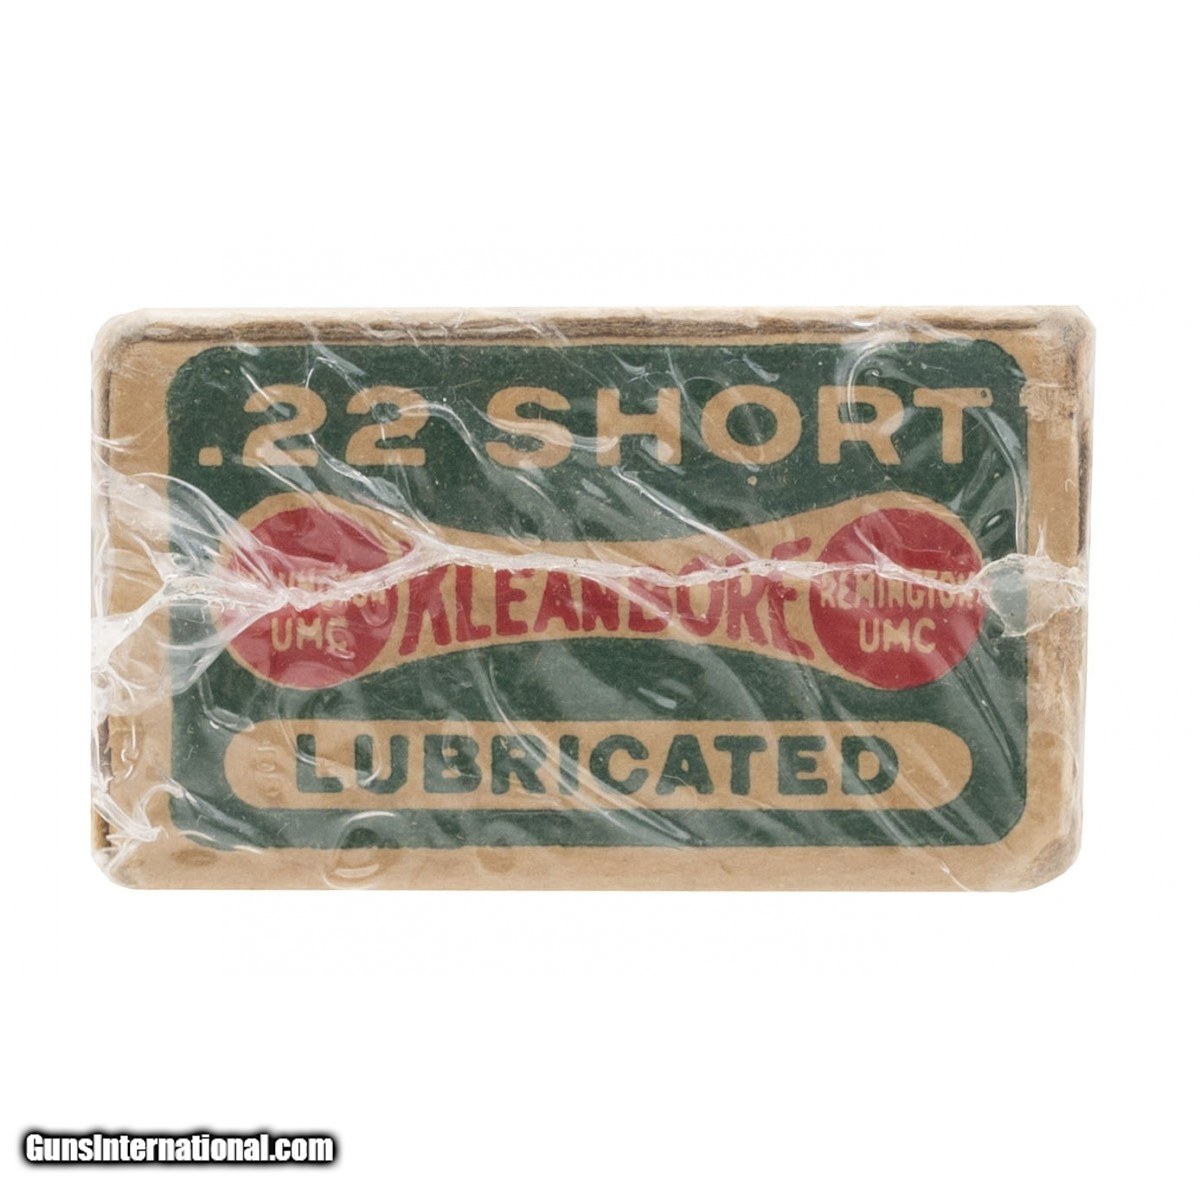 .22 SHORT
UMC
KLEANBORE
REMINGTON
UMC
LUBRICATED
GunsInternational.com